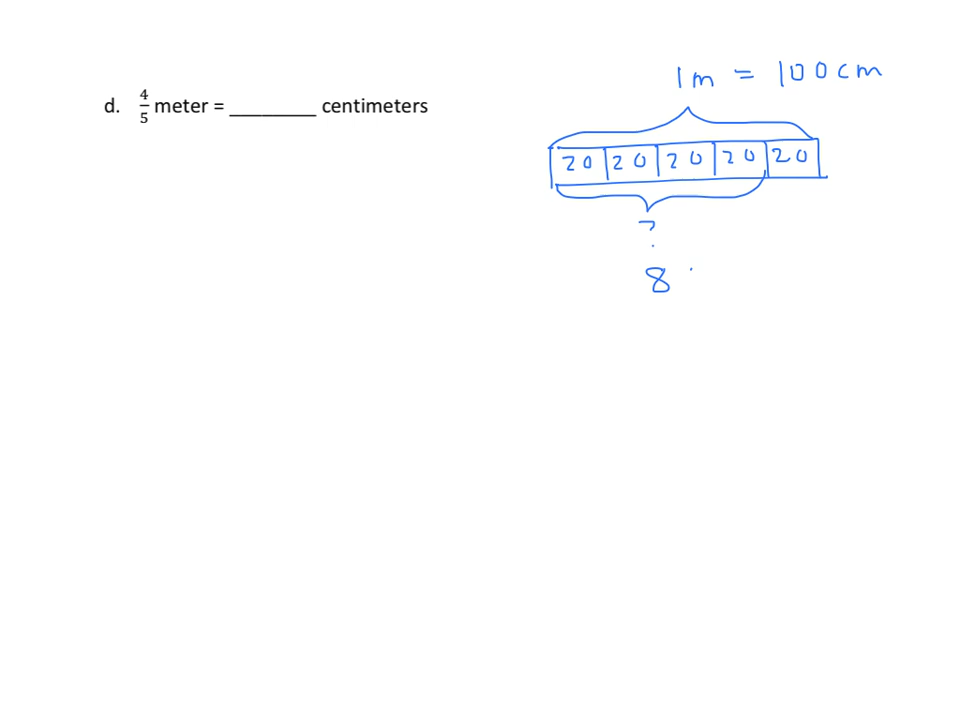 1m = 100cm
d. 4/5 meter = ________ centimeters
20 20 20 20 20
?
8